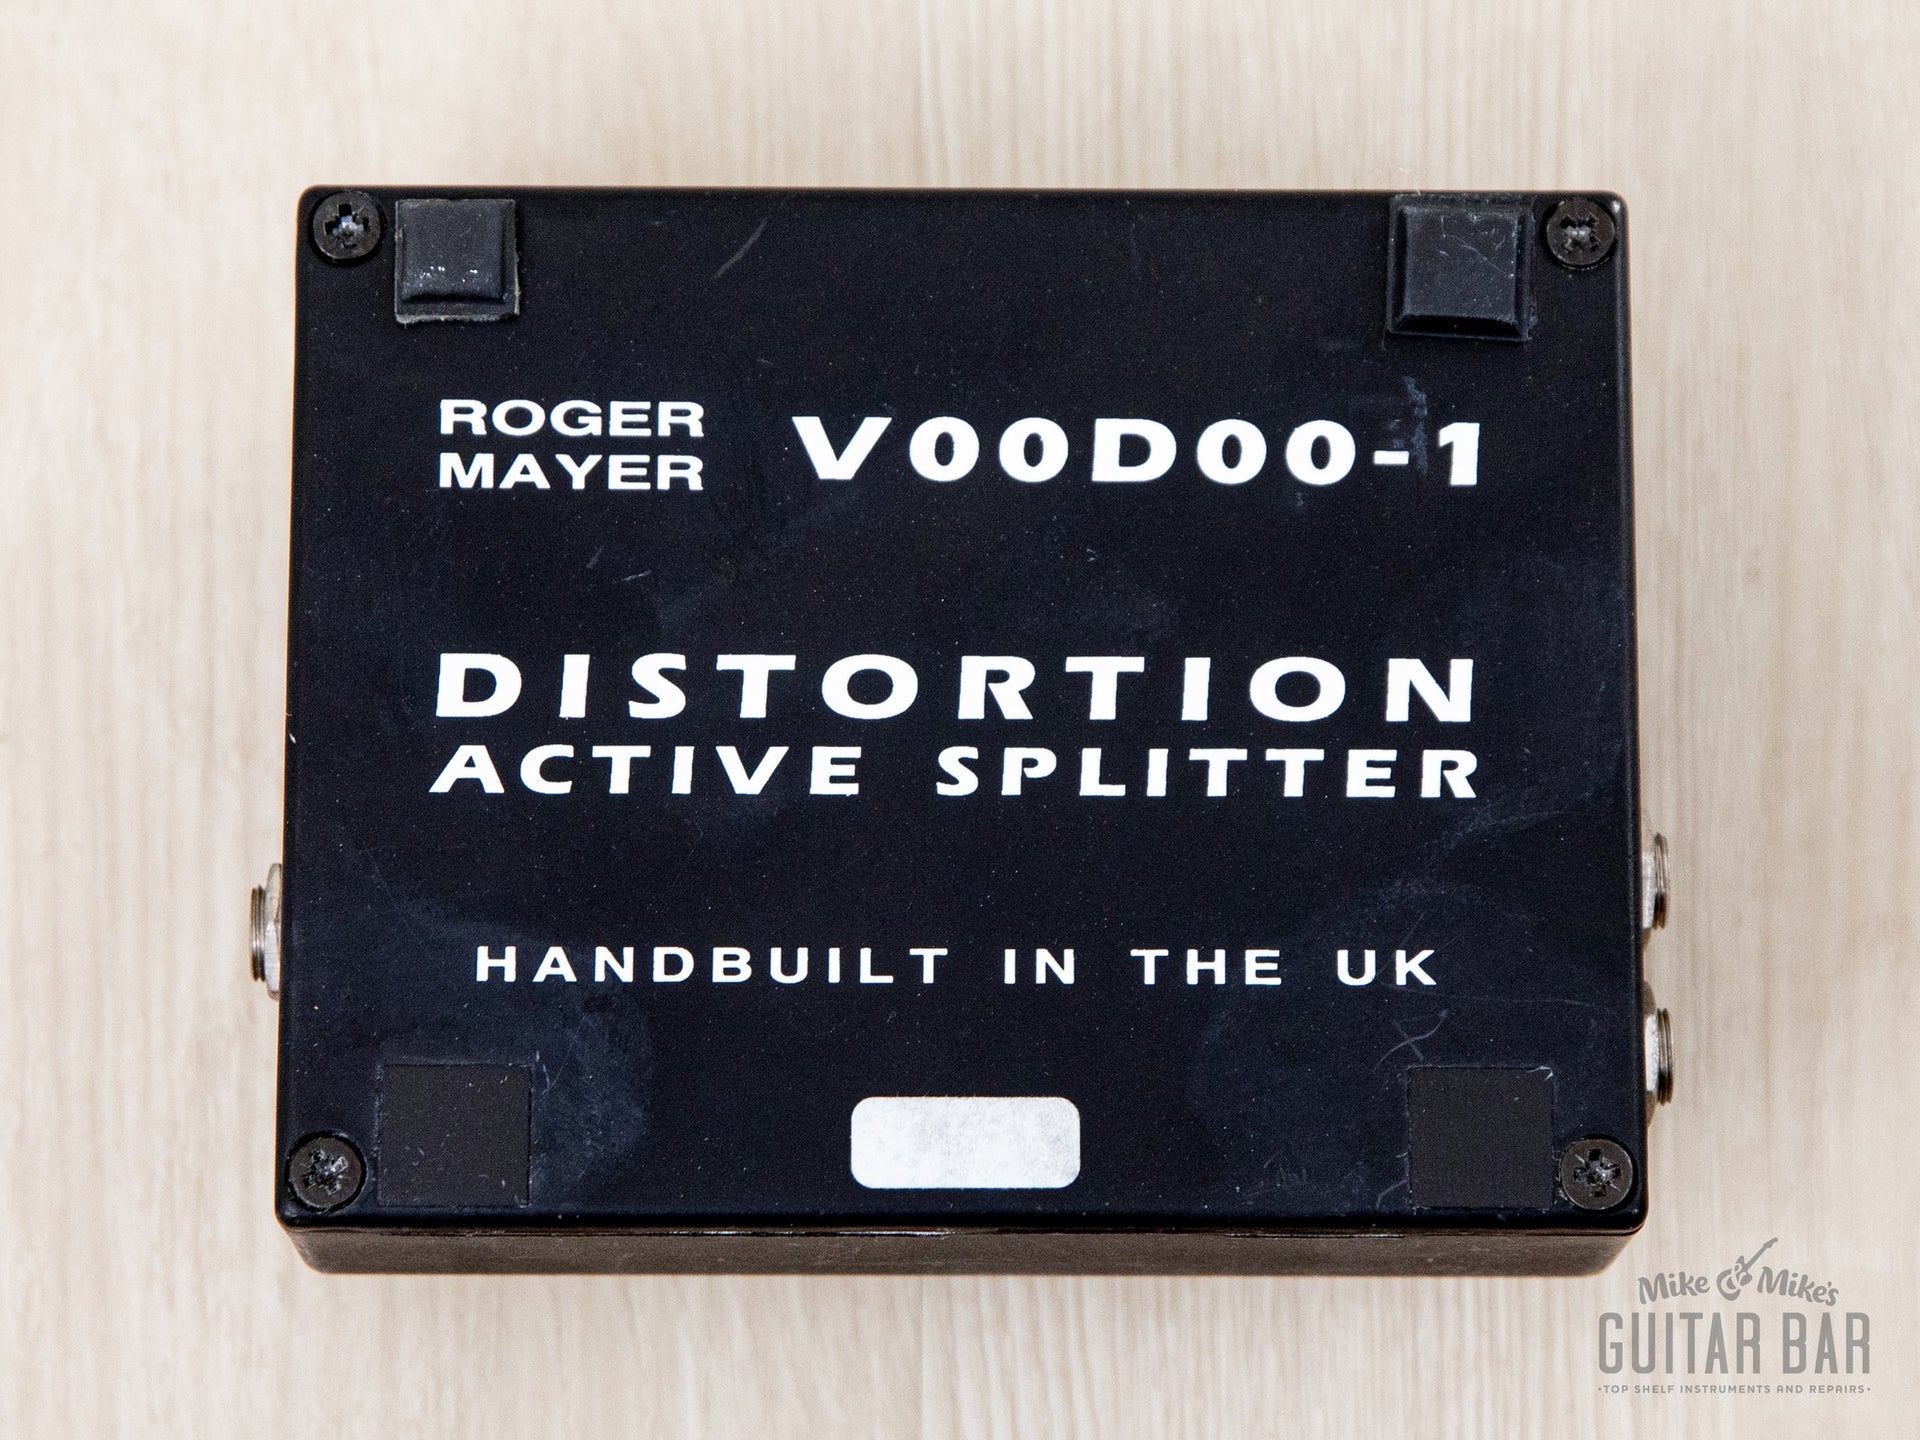 ROGER
MAYER
V00D00-1
DISTORTION
ACTIVE SPLITTER
HANDBUILT IN THE UK
Mike & Mike's
GUITAR BAR
•TOP SHELF INSTRUMENTS AND REPAIRS•